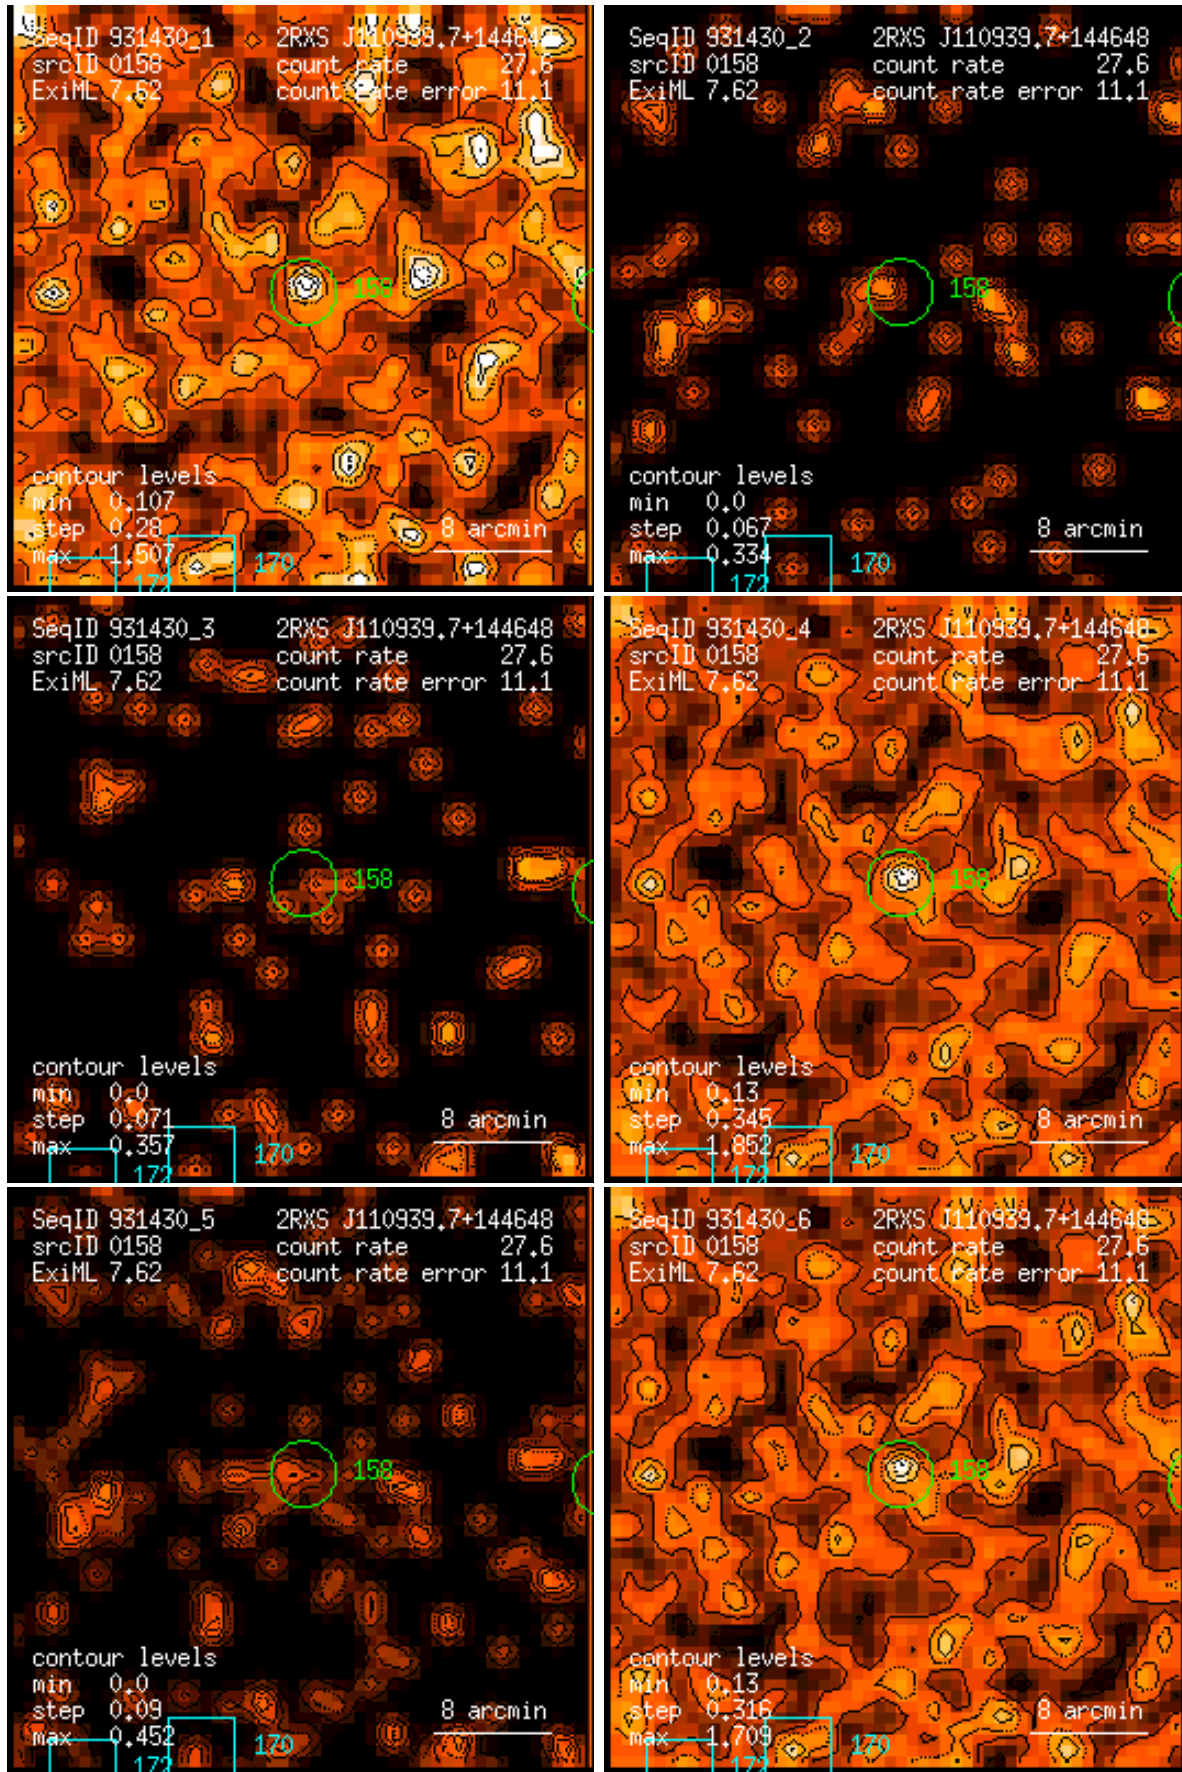 SeqID 931430_1 2RXS J110939.7+144648
srcID 0158 count rate 27.6
ExiML 7.62 count rate error 11.1
158
contour levels
min 0.107
step 0.28
max 1.507
8 arcmin
170
172
SeqID 931430_2 2RXS J110939.7+144648
srcID 0158 count rate 27.6
ExiML 7.62 count rate error 11.1
158
contour levels
min 0.0
step 0.067
max 0.334
8 arcmin
170
172
SeqID 931430_3 2RXS J110939.7+144648
srcID 0158 count rate 27.6
ExiML 7.62 count rate error 11.1
158
contour levels
min 0.0
step 0.071
max 0.357
8 arcmin
170
172
SeqID 931430_4 2RXS J110939.7+144648
srcID 0158 count rate 27.6
ExiML 7.62 count rate error 11.1
158
contour levels
min 0.13
step 0.345
max 1.852
8 arcmin
170
172
SeqID 931430_5 2RXS J110939.7+144648
srcID 0158 count rate 27.6
ExiML 7.62 count rate error 11.1
158
contour levels
min 0.0
step 0.09
max 0.452
8 arcmin
170
172
SeqID 931430_6 2RXS J110939.7+144648
srcID 0158 count rate 27.6
ExiML 7.62 count rate error 11.1
158
contour levels
min 0.13
step 0.316
max 1.709
8 arcmin
170
172